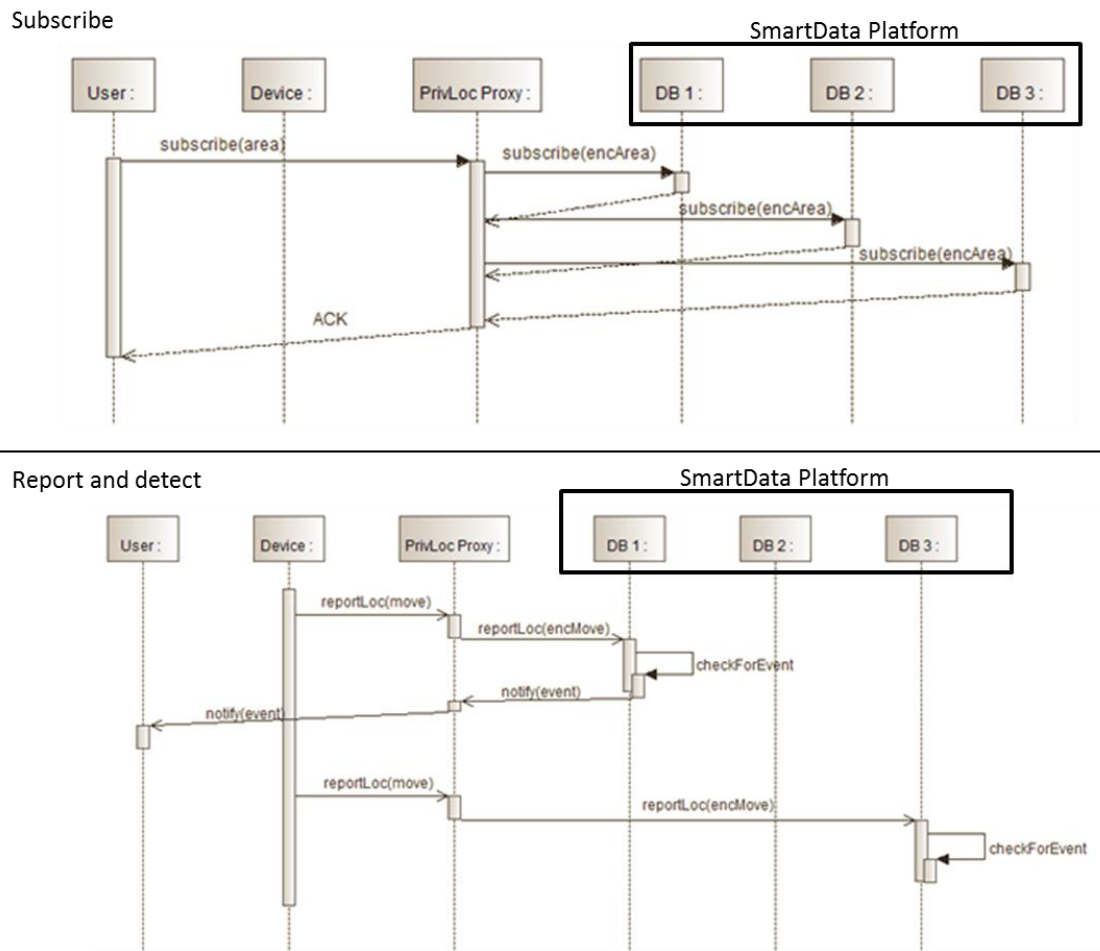 Subscribe
SmartData Platform
User :
Device :
PrivLoc Proxy :
DB 1 :
DB 2 :
DB 3 :
subscribe(area)
subscribe(encArea)
subscribe(encArea)
subscribe(encArea)
ACK
Report and detect
SmartData Platform
User :
Device :
PrivLoc Proxy :
DB 1 :
DB 2 :
DB 3 :
reportLoc(move)
reportLoc(encMove)
checkForEvent
notify(event)
notify(event)
reportLoc(move)
reportLoc(encMove)
checkForEvent